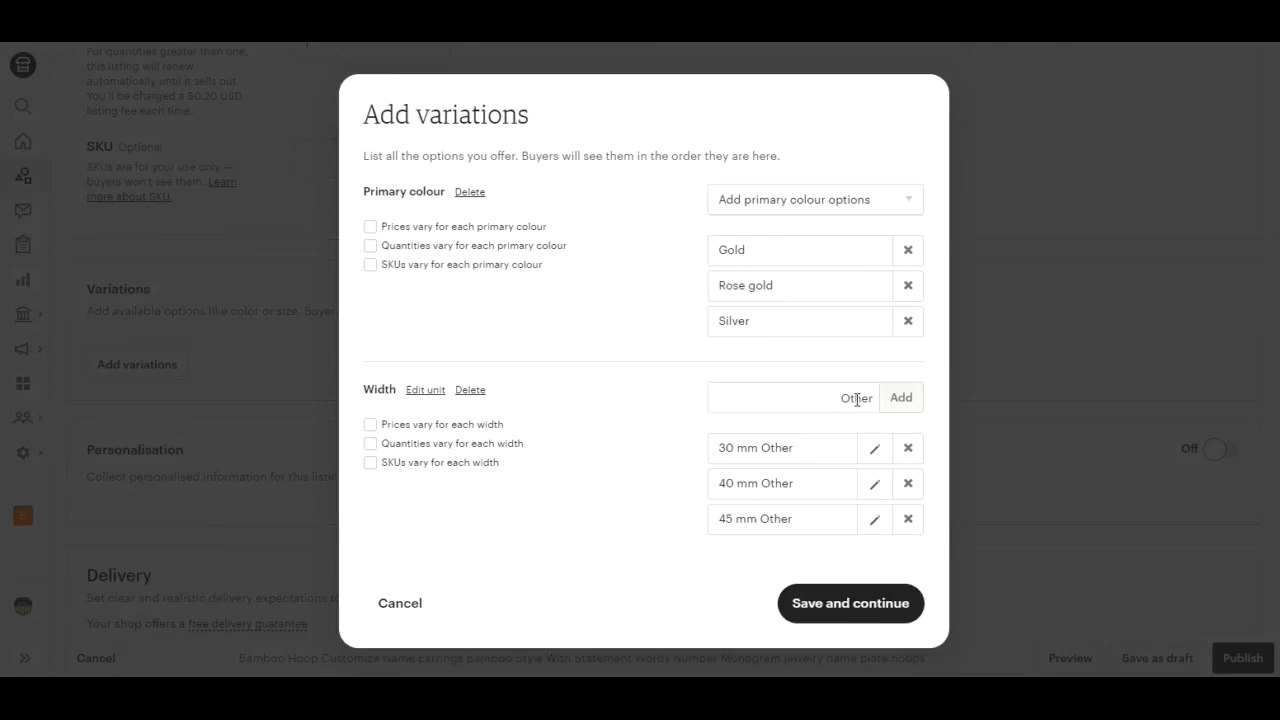 For quantities greater than one,
this listing will renew
automatically until it sells out.
You'll be charged a $0.20 USD
listing fee each time.
SKU Optional
SKUs are for your use only —
buyers won't see them. Learn
more about SKU.
Variations
Add available options like color or size. Buyer
Add variations
Personalisation
Collect personalised information for this listin
Off
Delivery
Set clear and realistic delivery expectations fo
Your shop offers a free delivery guarantee
Add variations
List all the options you offer. Buyers will see them in the order they are here.
Primary colour Delete
Add primary colour options
Prices vary for each primary colour
Quantities vary for each primary colour
SKUs vary for each primary colour
Gold
Rose gold
Silver
Width Edit unit Delete
Other Add
Prices vary for each width
Quantities vary for each width
SKUs vary for each width
30 mm Other
40 mm Other
45 mm Other
Cancel
Save and continue
Cancel
Bamboo Hoop Customize Name Earrings Bamboo Style With Statement Words Number Monogram jewelry name plate hoops
Preview
Save as draft
Publish